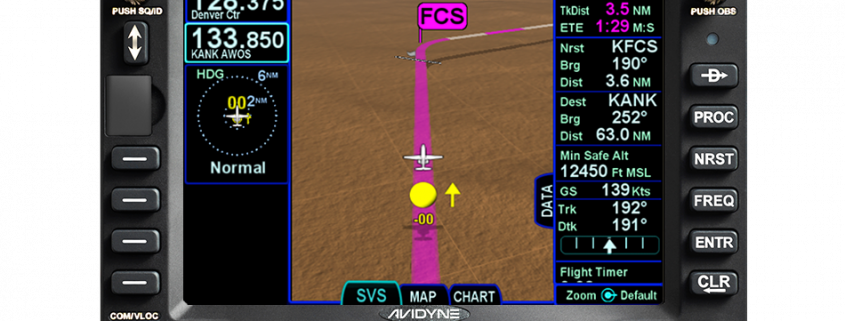 PUSH SQ/ID
128.375
Denver Ctr
133.850
KANK AWOS
HDG
6NM
002NM
Normal
COM/VLOC
FCS
-00
DATA
SVS
MAP
CHART
AVIDYNE
TkDist 3.5 NM
ETE 1:29 M:S
Nrst KFCS
Brg 190°
Dist 3.6 NM
Dest KANK
Brg 252°
Dist 63.0 NM
Min Safe Alt
12450 Ft MSL
GS 139 Kts
Trk 192°
Dtk 191°
Flight Timer
Zoom Default
PUSH OBS
D
PROC
NRST
FREQ
ENTR
CLR